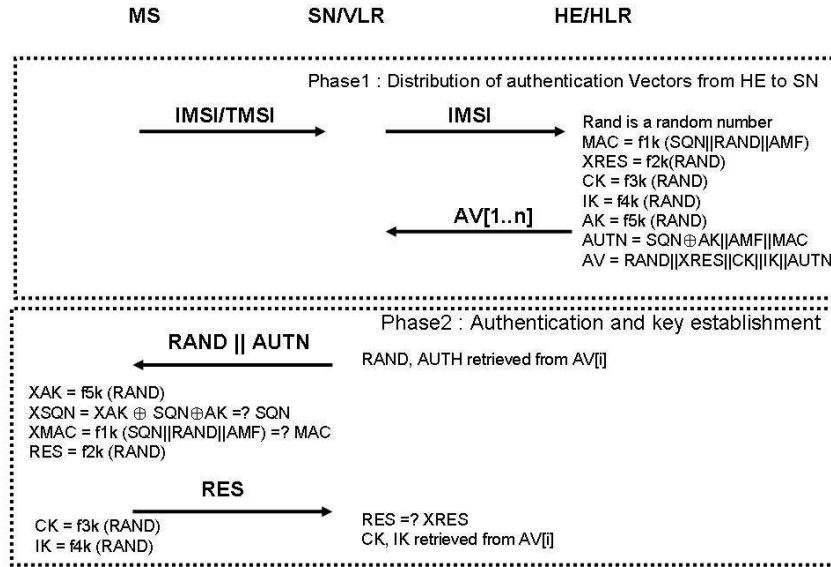 MS SN/VLR HE/HLR
Phase1 : Distribution of authentication Vectors from HE to SN
IMSI/TMSI
IMSI
Rand is a random number
MAC = f1k (SQN||RAND||AMF)
XRES = f2k(RAND)
CK = f3k (RAND)
IK = f4k (RAND)
AK = f5k (RAND)
AUTN = SQN⊕AK||AMF||MAC
AV = RAND||XRES||CK||IK||AUTN
AV[1..n]
Phase2 : Authentication and key establishment
RAND || AUTN
RAND, AUTH retrieved from AV[i]
XAK = f5k (RAND)
XSQN = XAK ⊕ SQN⊕AK =? SQN
XMAC = f1k (SQN||RAND||AMF) =? MAC
RES = f2k (RAND)
RES
CK = f3k (RAND)
IK = f4k (RAND)
RES =? XRES
CK, IK retrieved from AV[i]